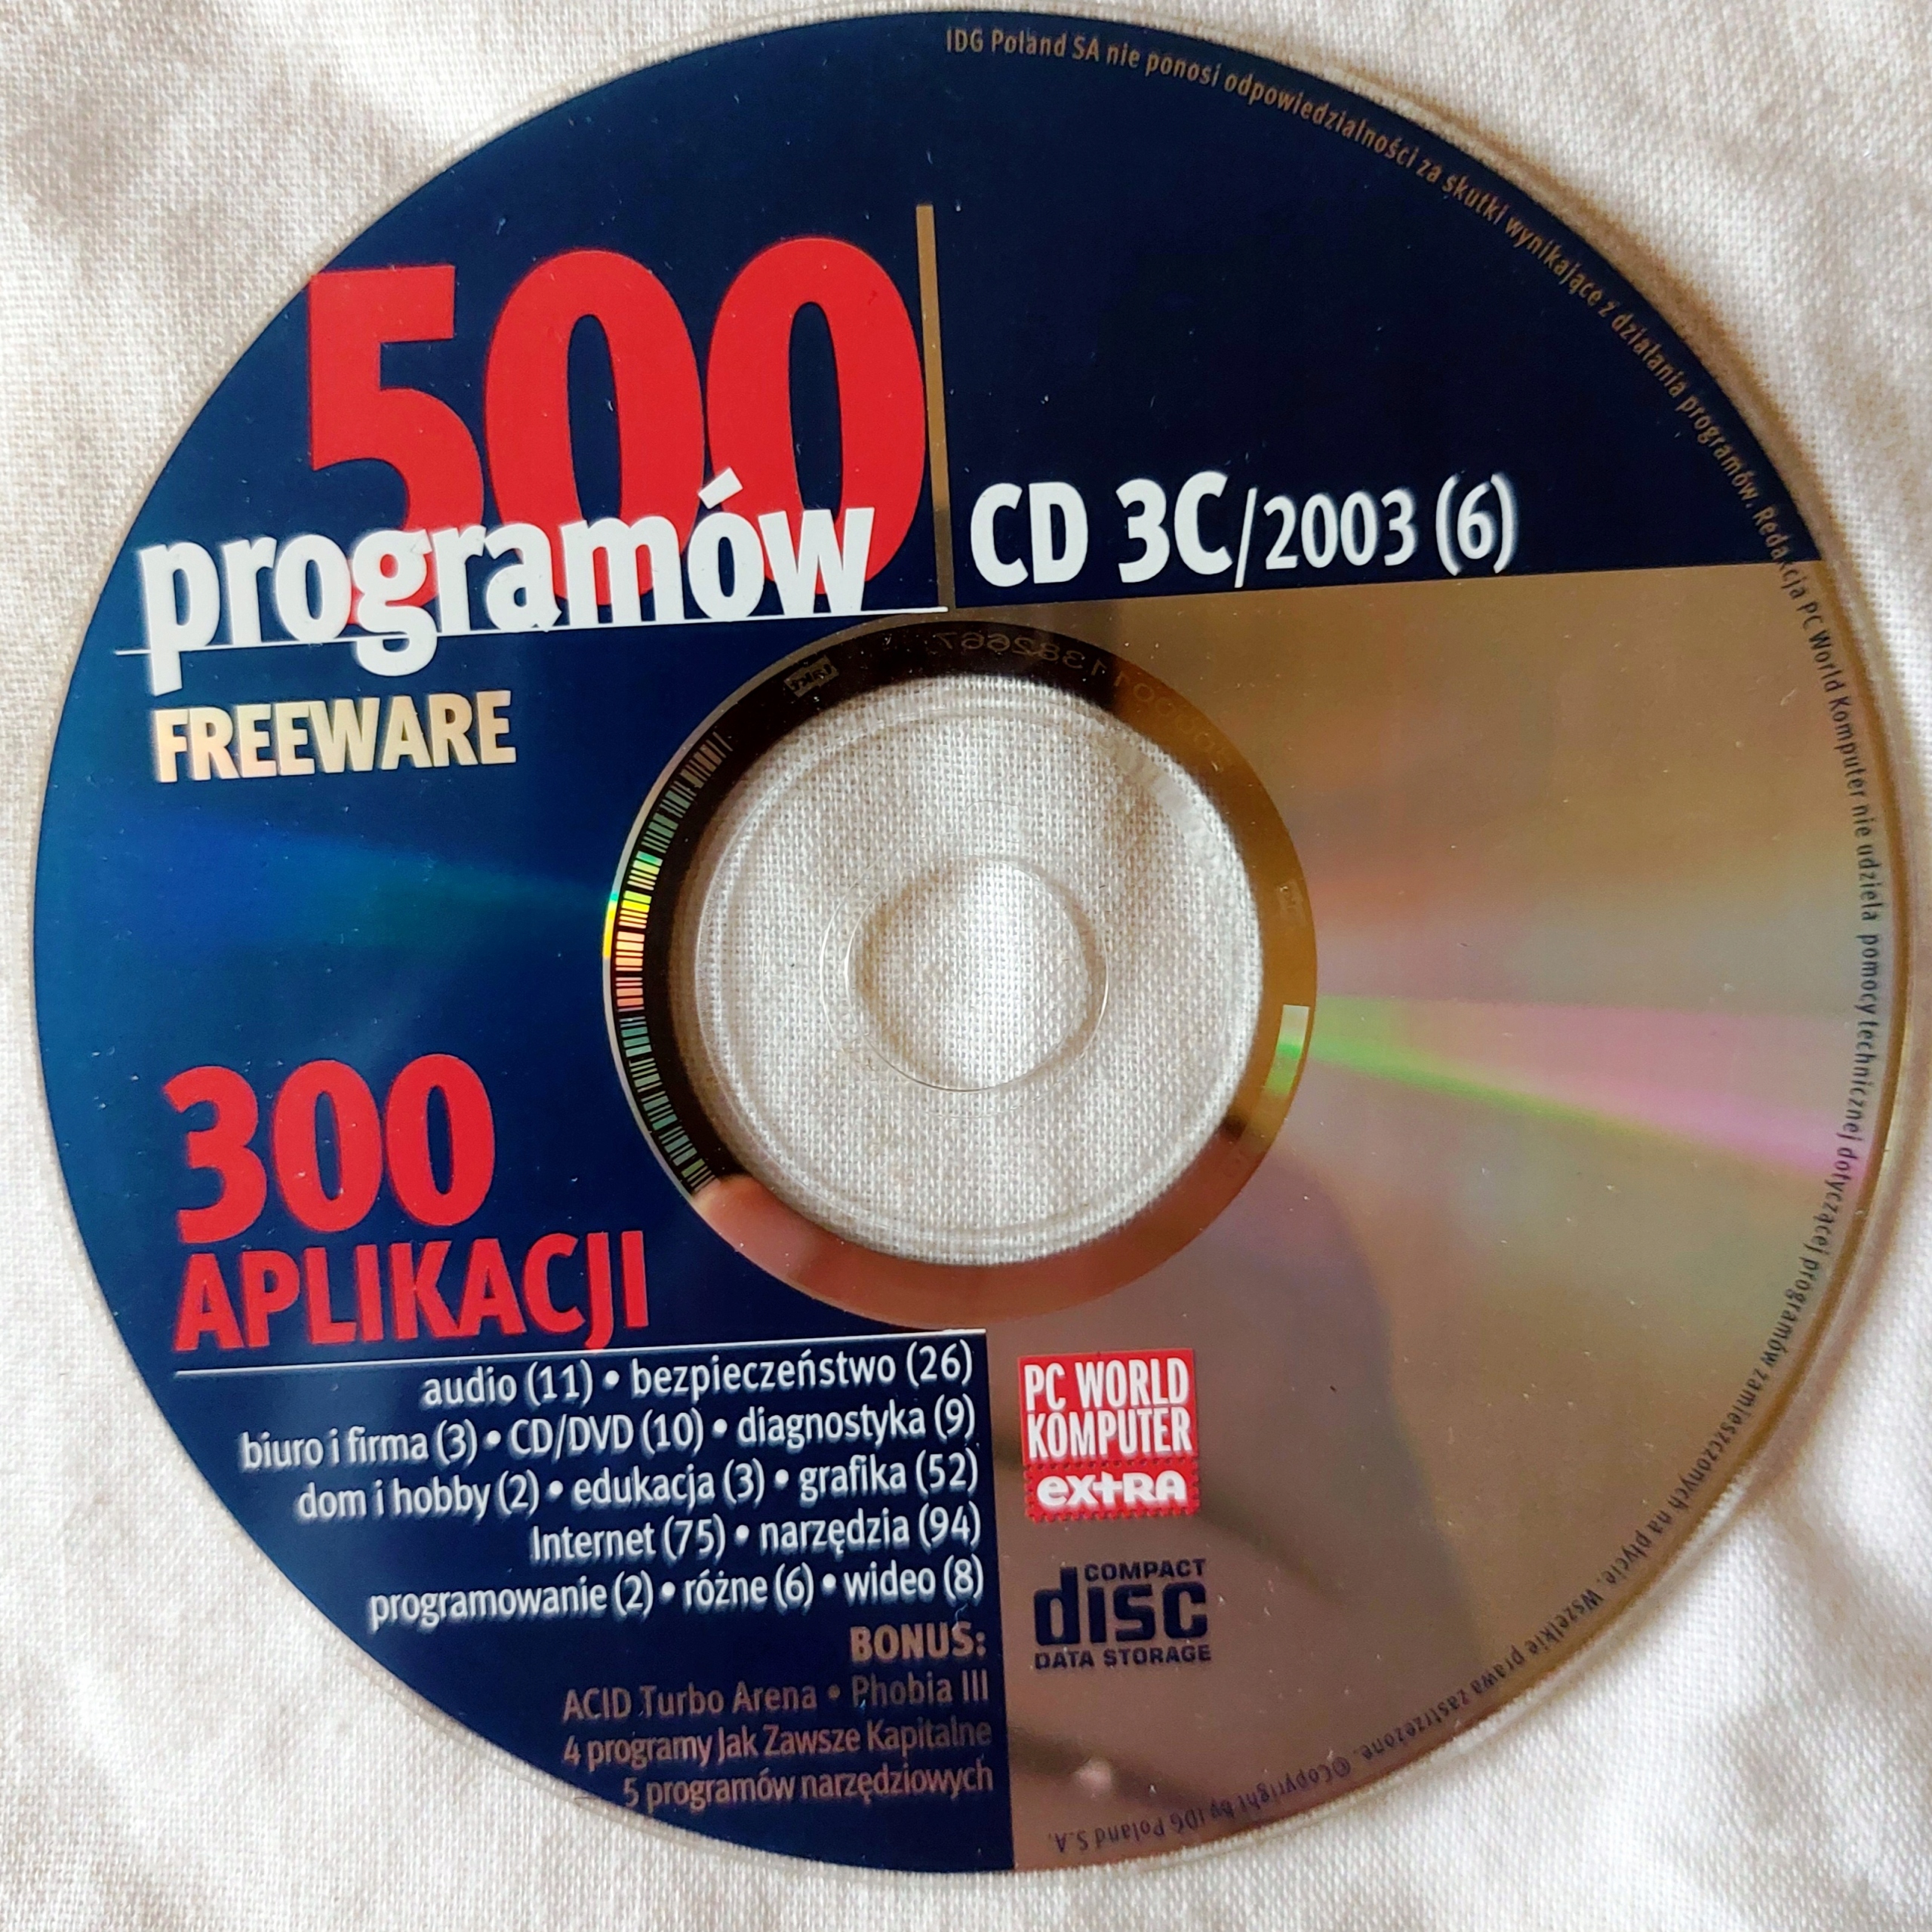 IDG Poland SA nie ponosi odpowiedzialności za skutki wynikające z działania programów. Redakcja PC World Komputer nie udziela pomocy technicznej dotyczącej programów zamieszczonych na płycie. Wszelkie prawa zastrzeżone. ©Copyright by IDG Poland S.A.
500
programów
CD 3C/2003 (6)
FREEWARE
300
APLIKACJI
audio (11) • bezpieczeństwo (26)
biuro i firma (3) • CD/DVD (10) • diagnostyka (9)
dom i hobby (2) • edukacja (3) • grafika (52)
Internet (75) • narzędzia (94)
programowanie (2) • różne (6) • wideo (8)
BONUS:
ACID Turbo Arena • Phobia III
4 programy Jak Zawsze Kapitalne
5 programów narzędziowych
PC WORLD
KOMPUTER
extra
COMPACT
disc
DATA STORAGE